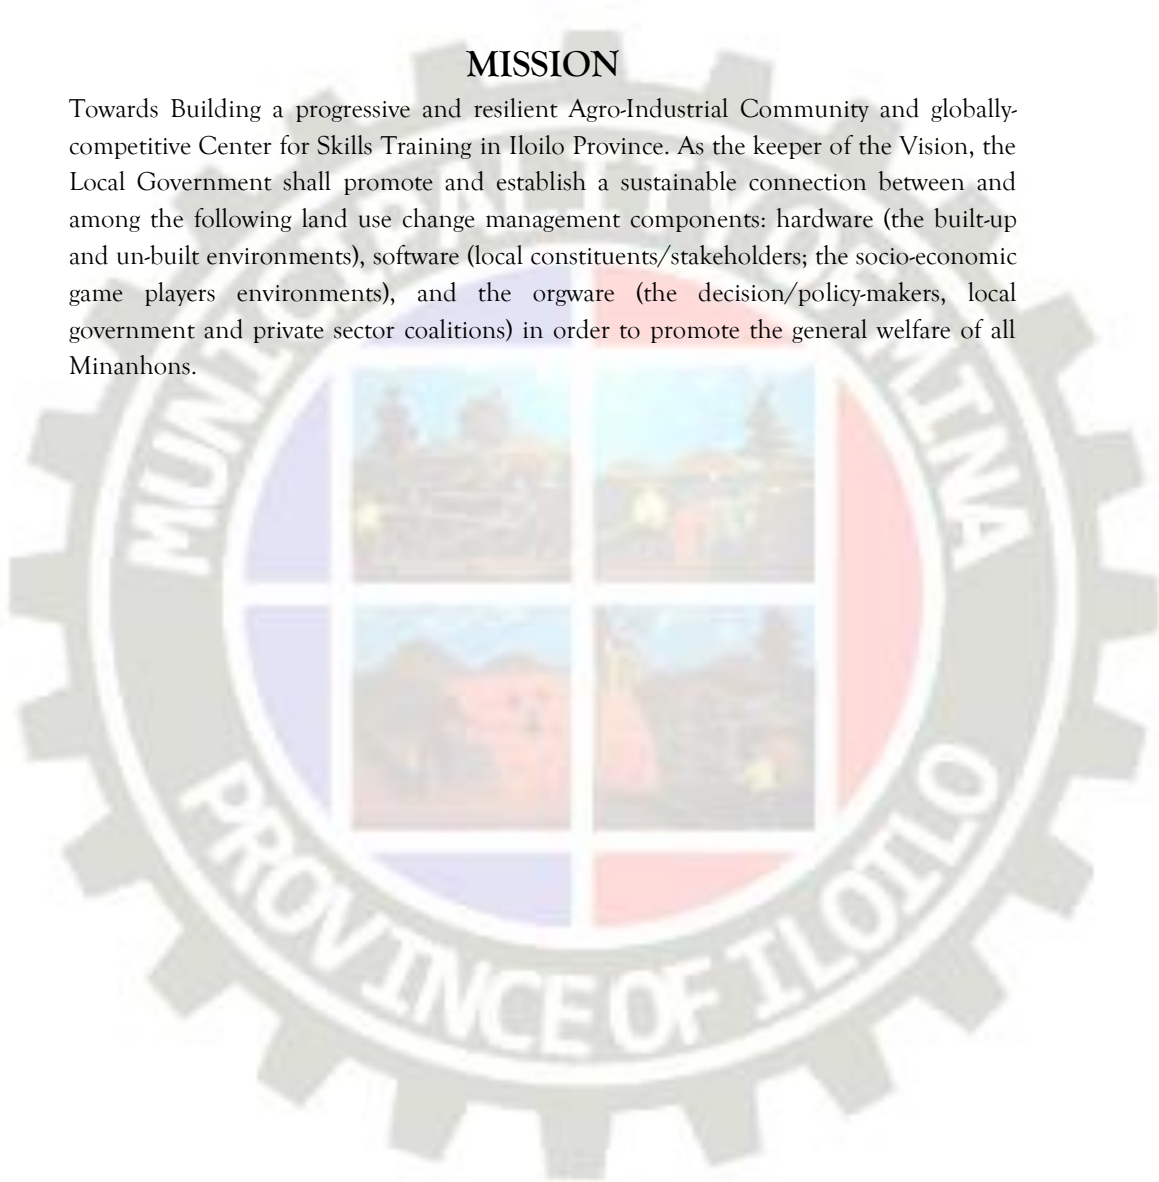 MISSION
Towards Building a progressive and resilient Agro-Industrial Community and globally-
competitive Center for Skills Training in Iloilo Province. As the keeper of the Vision, the
Local Government shall promote and establish a sustainable connection between and
among the following land use change management components: hardware (the built-up
and un-built environments), software (local constituents/stakeholders; the socio-economic
game players environments), and the orgware (the decision/policy-makers, local
government and private sector coalitions) in order to promote the general welfare of all
Minanhons.
MUNICIPALITY OF MINA
PROVINCE OF ILOILO